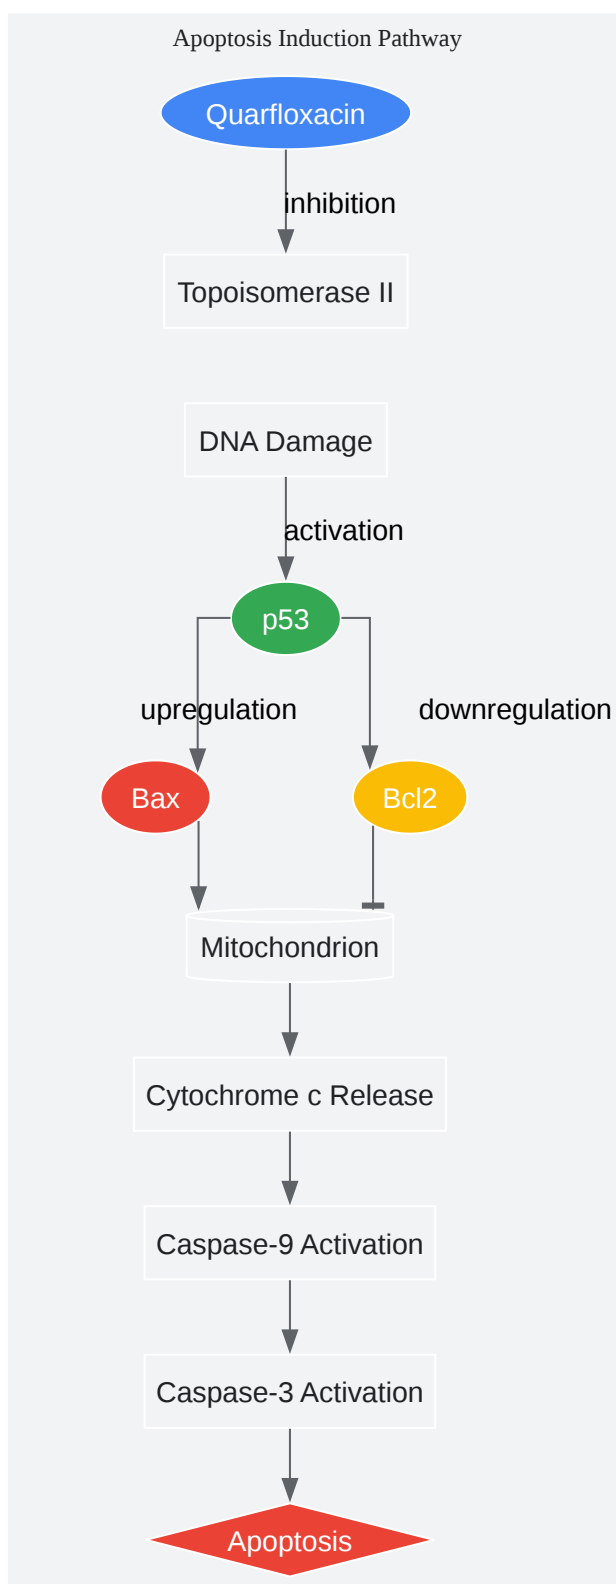 Apoptosis Induction Pathway
Quarfloxacin
inhibition
Topoisomerase II
DNA Damage
activation
p53
upregulation
downregulation
Bax
Bcl2
Mitochondrion
Cytochrome c Release
Caspase-9 Activation
Caspase-3 Activation
Apoptosis